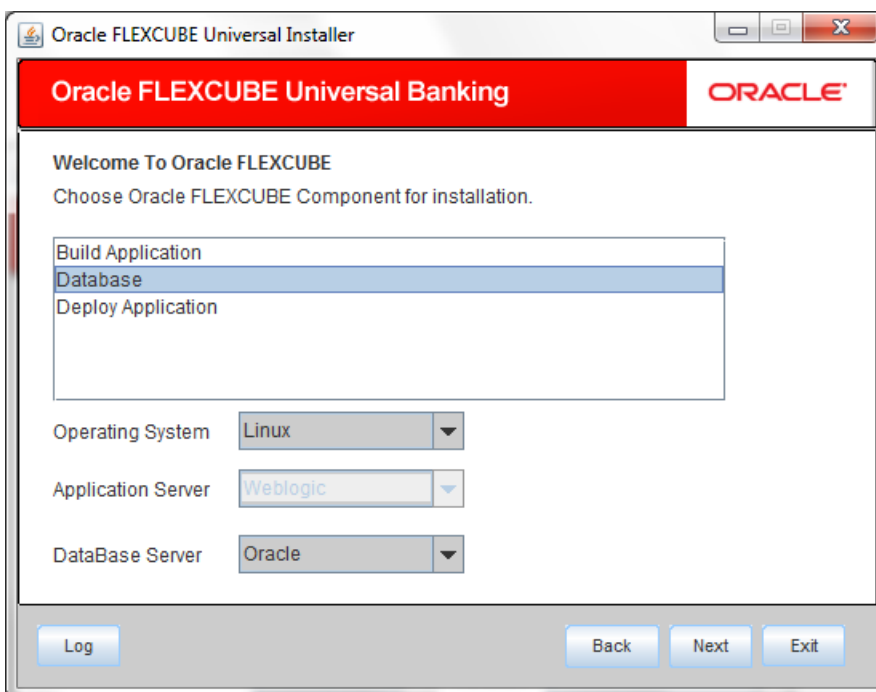 Oracle FLEXCUBE Universal Installer
Oracle FLEXCUBE Universal Banking
ORACLE
Welcome To Oracle FLEXCUBE
Choose Oracle FLEXCUBE Component for installation.
Build Application
Database
Deploy Application
Operating System Linux
Application Server Weblogic
DataBase Server Oracle
Log Back Next Exit